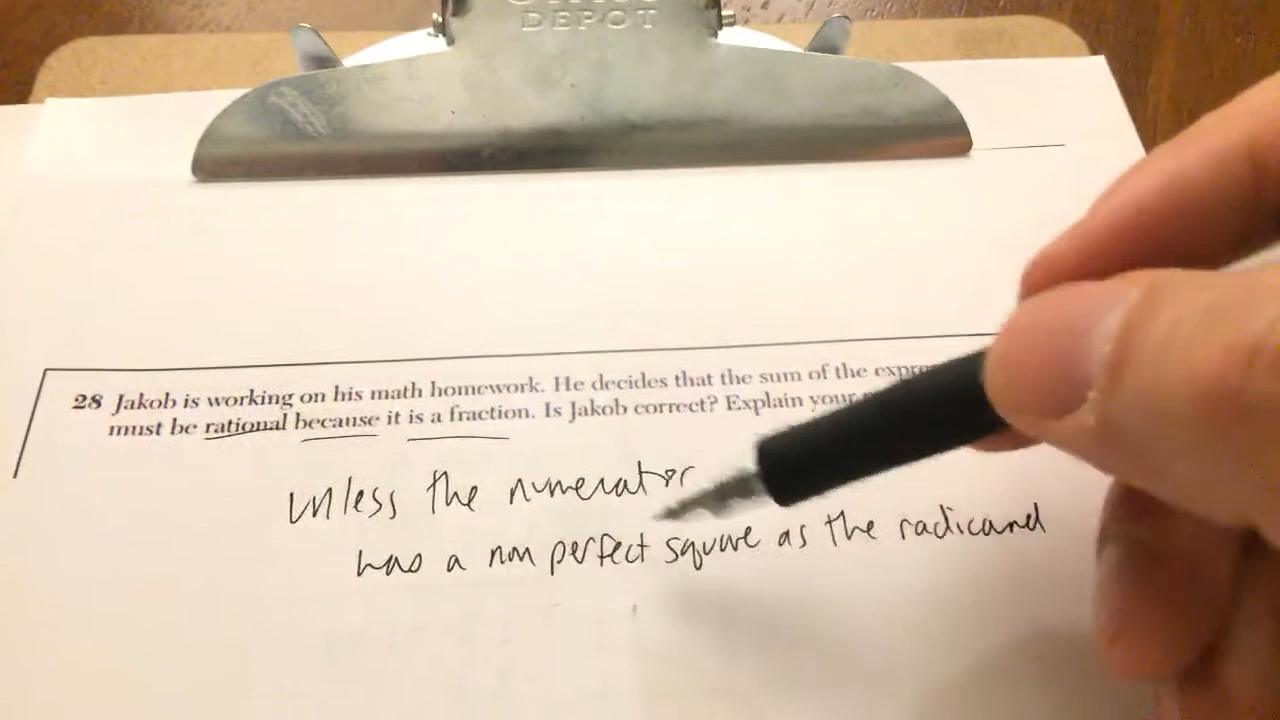 DEPOT
28 Jakob is working on his math homework. He decides that the sum of the
must be rational because it is a fraction. Is Jakob correct? Explain your
unless the numerator
has a non perfect square as the radicand